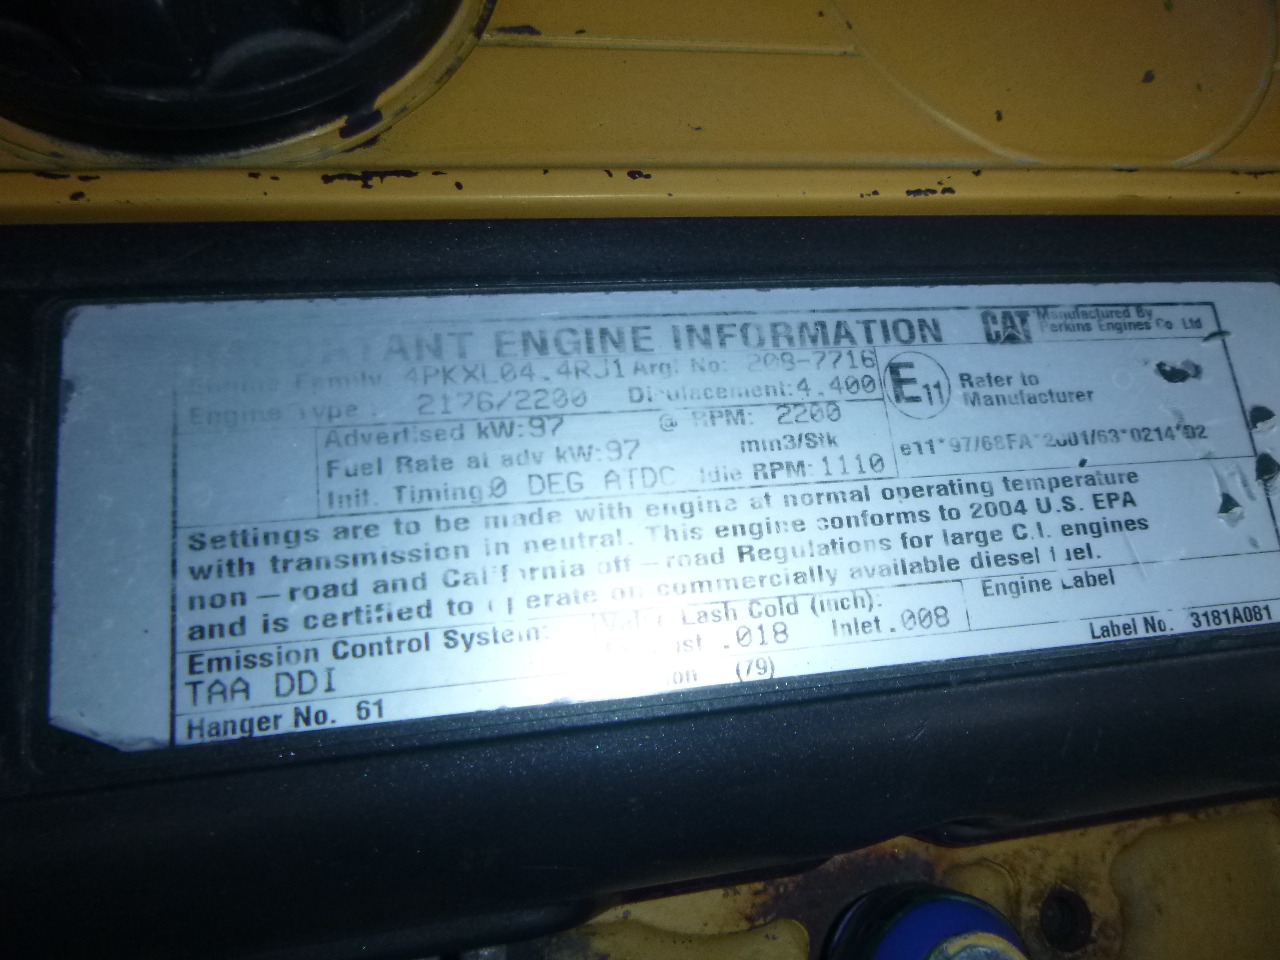 IMPORTANT ENGINE INFORMATION CAT Manufactured By
Perkins Engines Co Ltd
Engine Family 4PKXL04.4RJ1 Arg. No: 208-7716
Engine Type: 2176/2200 Displacement: 4.400
E11 Refer to
Manufacturer
Advertised kW:97 @ RPM: 2200
Fuel Rate at adv kW:97 mm3/Stk
e11*97/68FA*2001/63*0214*02
Init. Timing 0 DEG ATDC Idle RPM: 1110
Settings are to be made with engine at normal operating temperature
with transmission in neutral. This engine conforms to 2004 U.S. EPA
non-road and California off-road Regulations for large C.I. engines
and is certified to operate on commercially available diesel fuel.
Emission Control System: Valve Lash Cold (inch): Engine Label
TAA DDI .018 Inlet .008
Label No. 3181A081
Hanger No. 61 (79)